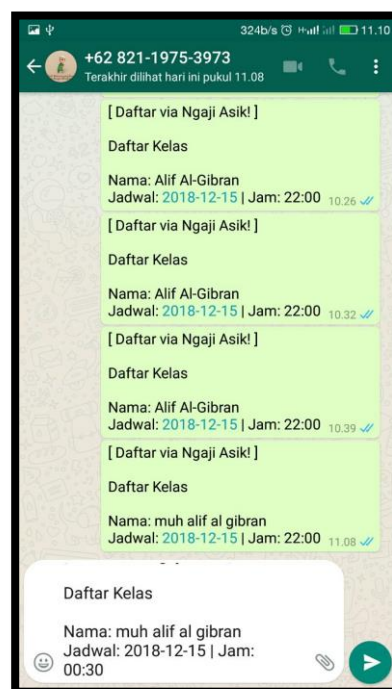 324b/s 11.10
+62 821-1975-3973
Terakhir dilihat hari ini pukul 11.08
[ Daftar via Ngaji Asik! ]
Daftar Kelas
Nama: Alif Al-Gibran
Jadwal: 2018-12-15 | Jam: 22:00 10.26
[ Daftar via Ngaji Asik! ]
Daftar Kelas
Nama: Alif Al-Gibran
Jadwal: 2018-12-15 | Jam: 22:00 10.32
[ Daftar via Ngaji Asik! ]
Daftar Kelas
Nama: Alif Al-Gibran
Jadwal: 2018-12-15 | Jam: 22:00 10.39
[ Daftar via Ngaji Asik! ]
Daftar Kelas
Nama: muh alif al gibran
Jadwal: 2018-12-15 | Jam: 22:00 11.08
Daftar Kelas
Nama: muh alif al gibran
Jadwal: 2018-12-15 | Jam:
00:30